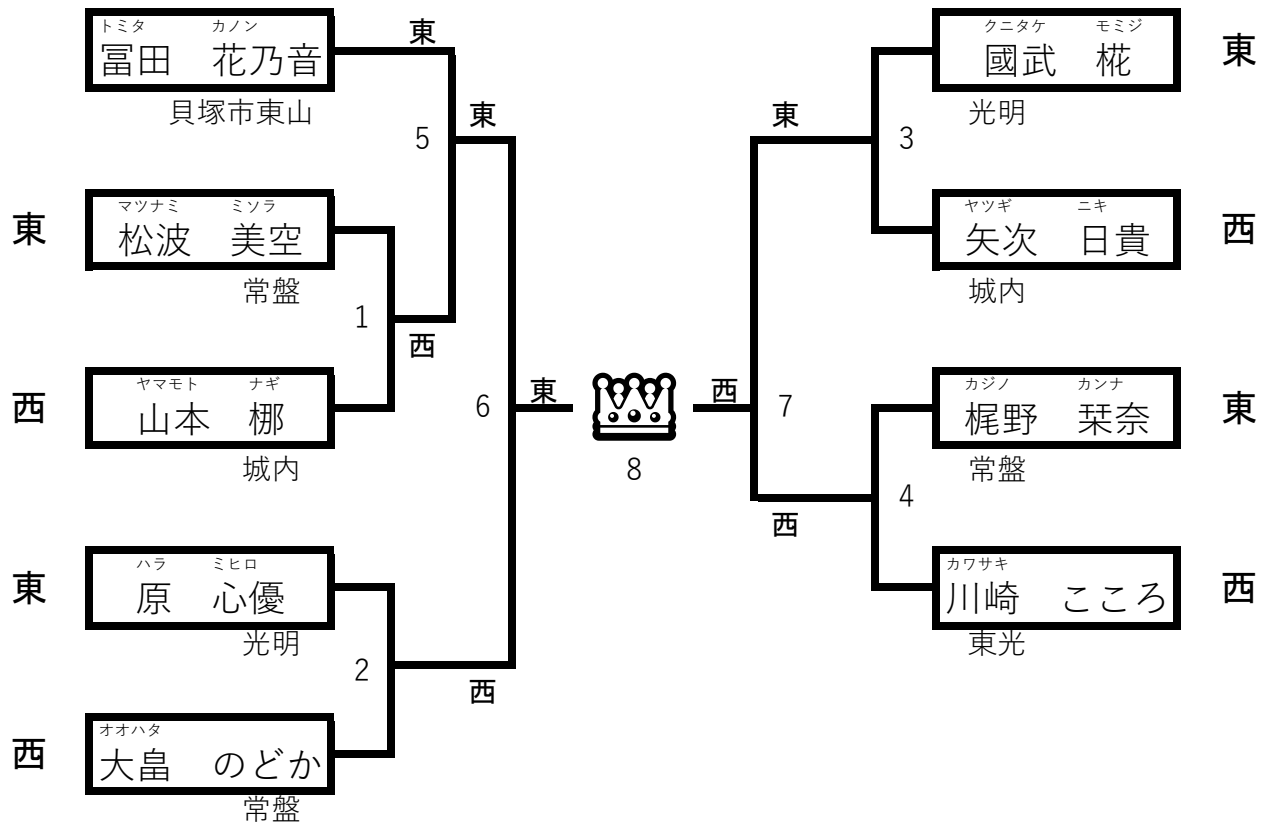 トミタ カノン
冨田 花乃音
貝塚市東山
東
5
東
東
マツナミ ミソラ
松波 美空
常盤
1
西
西
ヤマモト ナギ
山本 梛
城内
6
東
東
ハラ ミヒロ
原 心優
光明
2
西
西
オオハタ
大畠 のどか
常盤
8
クニタケ モミジ
國武 椛
東
光明
東
3
ヤツギ ニキ
矢次 日貴
西
城内
西
7
カジノ カンナ
梶野 栞奈
東
常盤
4
西
カワサキ
川崎 こころ
西
東光